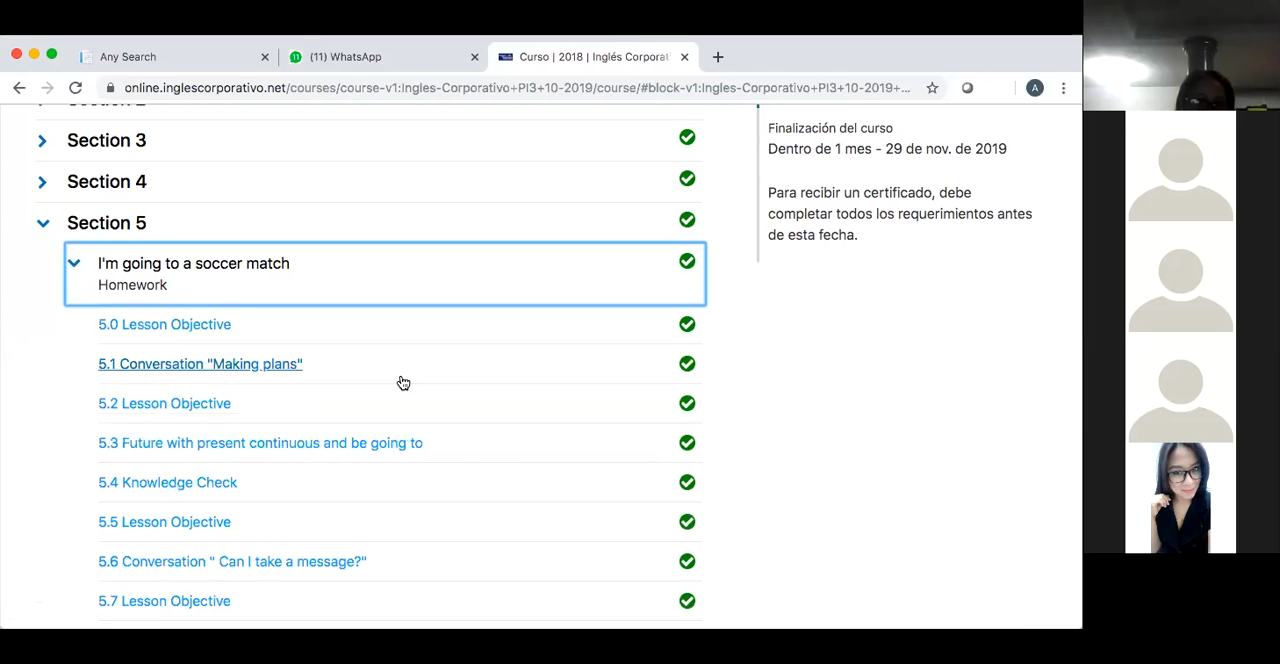 Any Search
(11) WhatsApp
Curso | 2018 | Inglés Corporat
online.inglescorporativo.net/courses/course-v1:Ingles-Corporativo+PI3+10-2019/course/#block-v1:Ingles-Corporativo+PI3+10-2019+...
A
Section 2
Section 3
Section 4
Section 5
I'm going to a soccer match
Homework
5.0 Lesson Objective
5.1 Conversation "Making plans"
5.2 Lesson Objective
5.3 Future with present continuous and be going to
5.4 Knowledge Check
5.5 Lesson Objective
5.6 Conversation " Can I take a message?"
5.7 Lesson Objective
Finalización del curso
Dentro de 1 mes - 29 de nov. de 2019
Para recibir un certificado, debe
completar todos los requerimientos antes
de esta fecha.